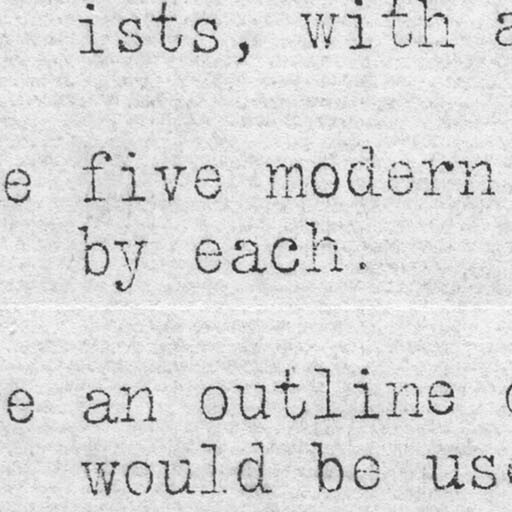 ists, with a
e five modern
by each.
e an outline
would be us